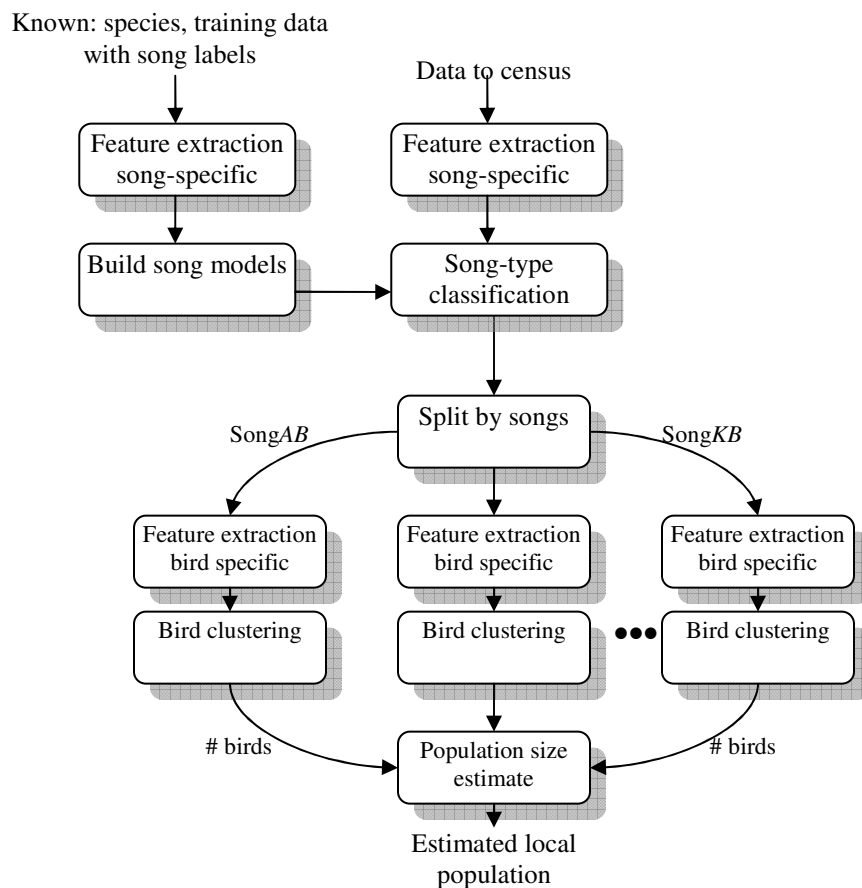 Known: species, training data
with song labels
Data to census
Feature extraction
song-specific
Feature extraction
song-specific
Build song models
Song-type
classification
Split by songs
SongAB
SongKB
Feature extraction
bird specific
Feature extraction
bird specific
Feature extraction
bird specific
Bird clustering
Bird clustering
Bird clustering
# birds
# birds
Population size
estimate
Estimated local
population